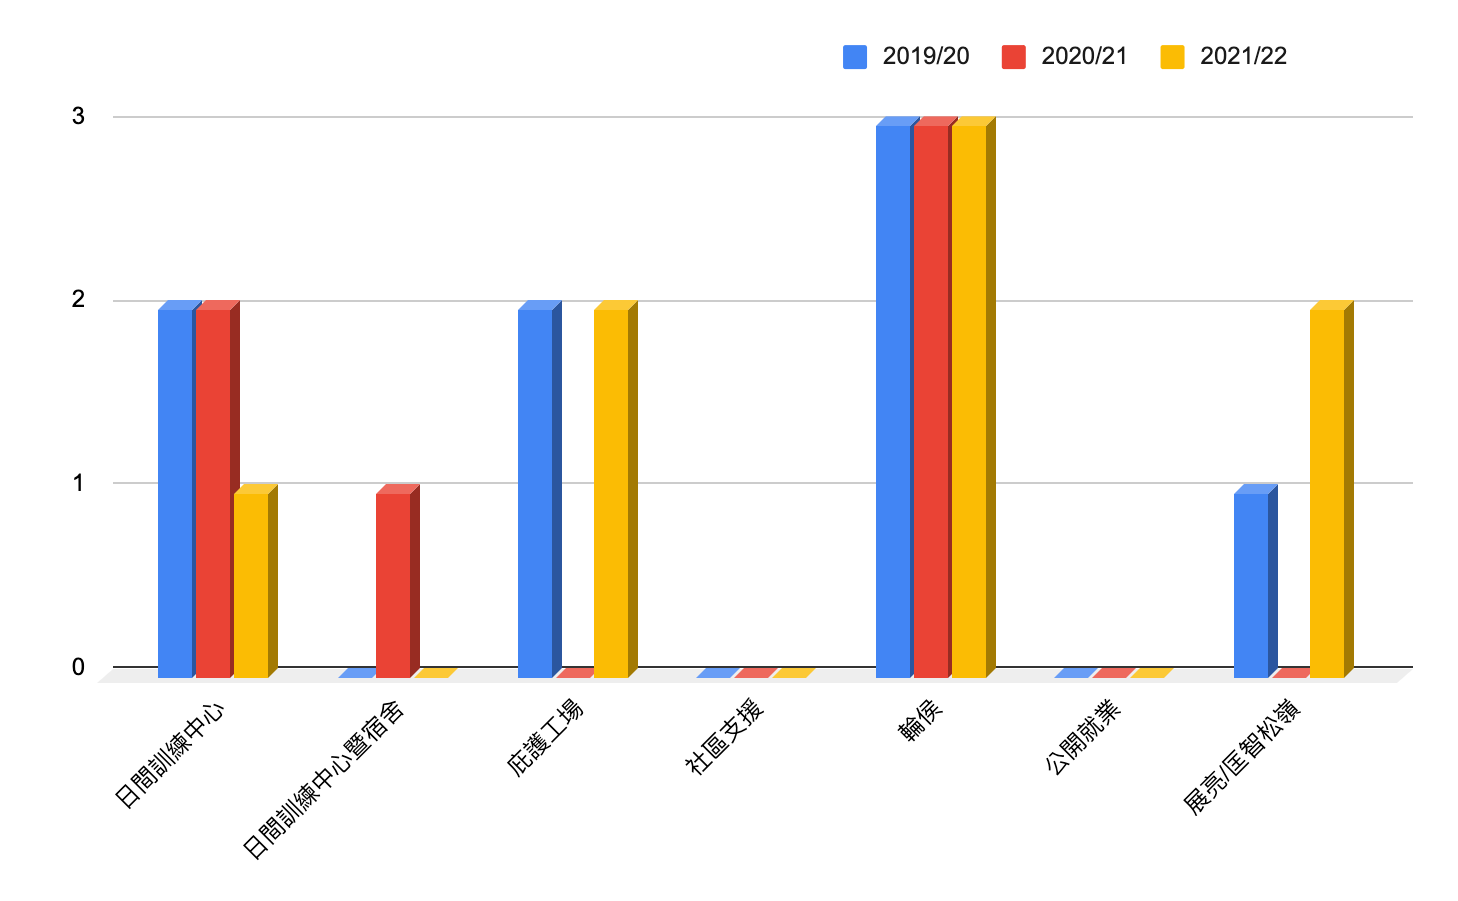 2019/20
2020/21
2021/22
3
2
1
0
日間訓練中心
日間訓練中心暨宿舍
庇護工場
社區支援
輪侯
公開就業
展亮/匡智松嶺